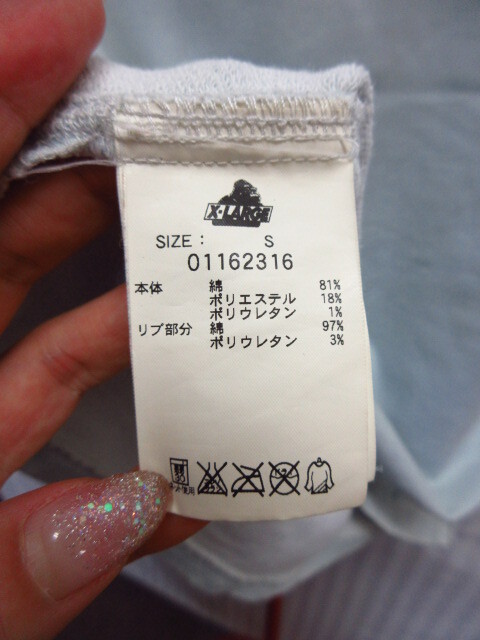 X-LARGE
SIZE: S
01162316
本体 綿 81%
ポリエステル 18%
ポリウレタン 1%
リブ部分 綿 97%
ポリウレタン 3%